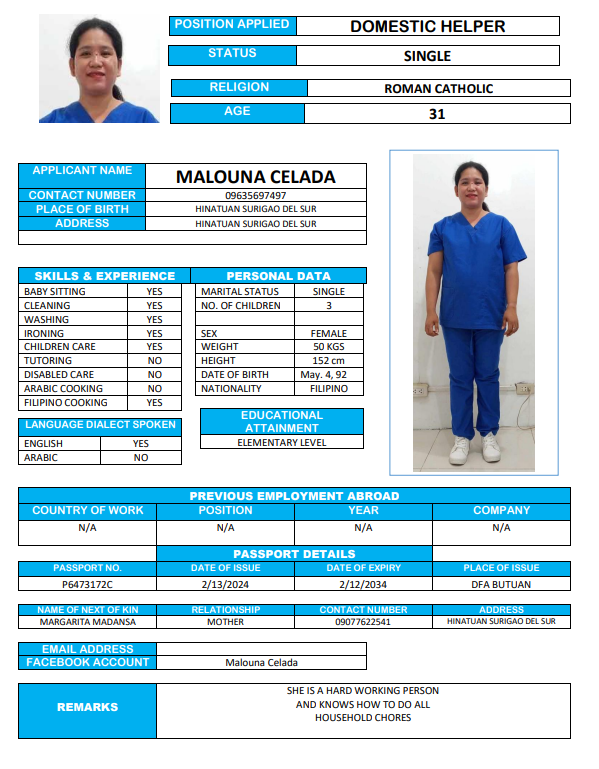 POSITION APPLIED DOMESTIC HELPER
STATUS SINGLE
RELIGION ROMAN CATHOLIC
AGE 31
APPLICANT NAME MALOUNA CELADA
CONTACT NUMBER 09635697497
PLACE OF BIRTH HINATUAN SURIGAO DEL SUR
ADDRESS HINATUAN SURIGAO DEL SUR
SKILLS & EXPERIENCE PERSONAL DATA
BABY SITTING YES MARITAL STATUS SINGLE
CLEANING YES NO. OF CHILDREN 3
WASHING YES
IRONING YES SEX FEMALE
CHILDREN CARE YES WEIGHT 50 KGS
TUTORING NO HEIGHT 152 cm
DISABLED CARE NO DATE OF BIRTH May. 4, 92
ARABIC COOKING NO NATIONALITY FILIPINO
FILIPINO COOKING YES
LANGUAGE DIALECT SPOKEN
ENGLISH YES
ARABIC NO
EDUCATIONAL
ATTAINMENT
ELEMENTARY LEVEL
PREVIOUS EMPLOYMENT ABROAD
COUNTRY OF WORK POSITION YEAR COMPANY
N/A N/A N/A N/A
PASSPORT DETAILS
PASSPORT NO. DATE OF ISSUE DATE OF EXPIRY PLACE OF ISSUE
P6473172C 2/13/2024 2/12/2034 DFA BUTUAN
NAME OF NEXT OF KIN RELATIONSHIP CONTACT NUMBER ADDRESS
MARGARITA MADANSA MOTHER 09077622541 HINATUAN SURIGAO DEL SUR
EMAIL ADDRESS
FACEBOOK ACCOUNT Malouna Celada
REMARKS
SHE IS A HARD WORKING PERSON
AND KNOWS HOW TO DO ALL
HOUSEHOLD CHORES